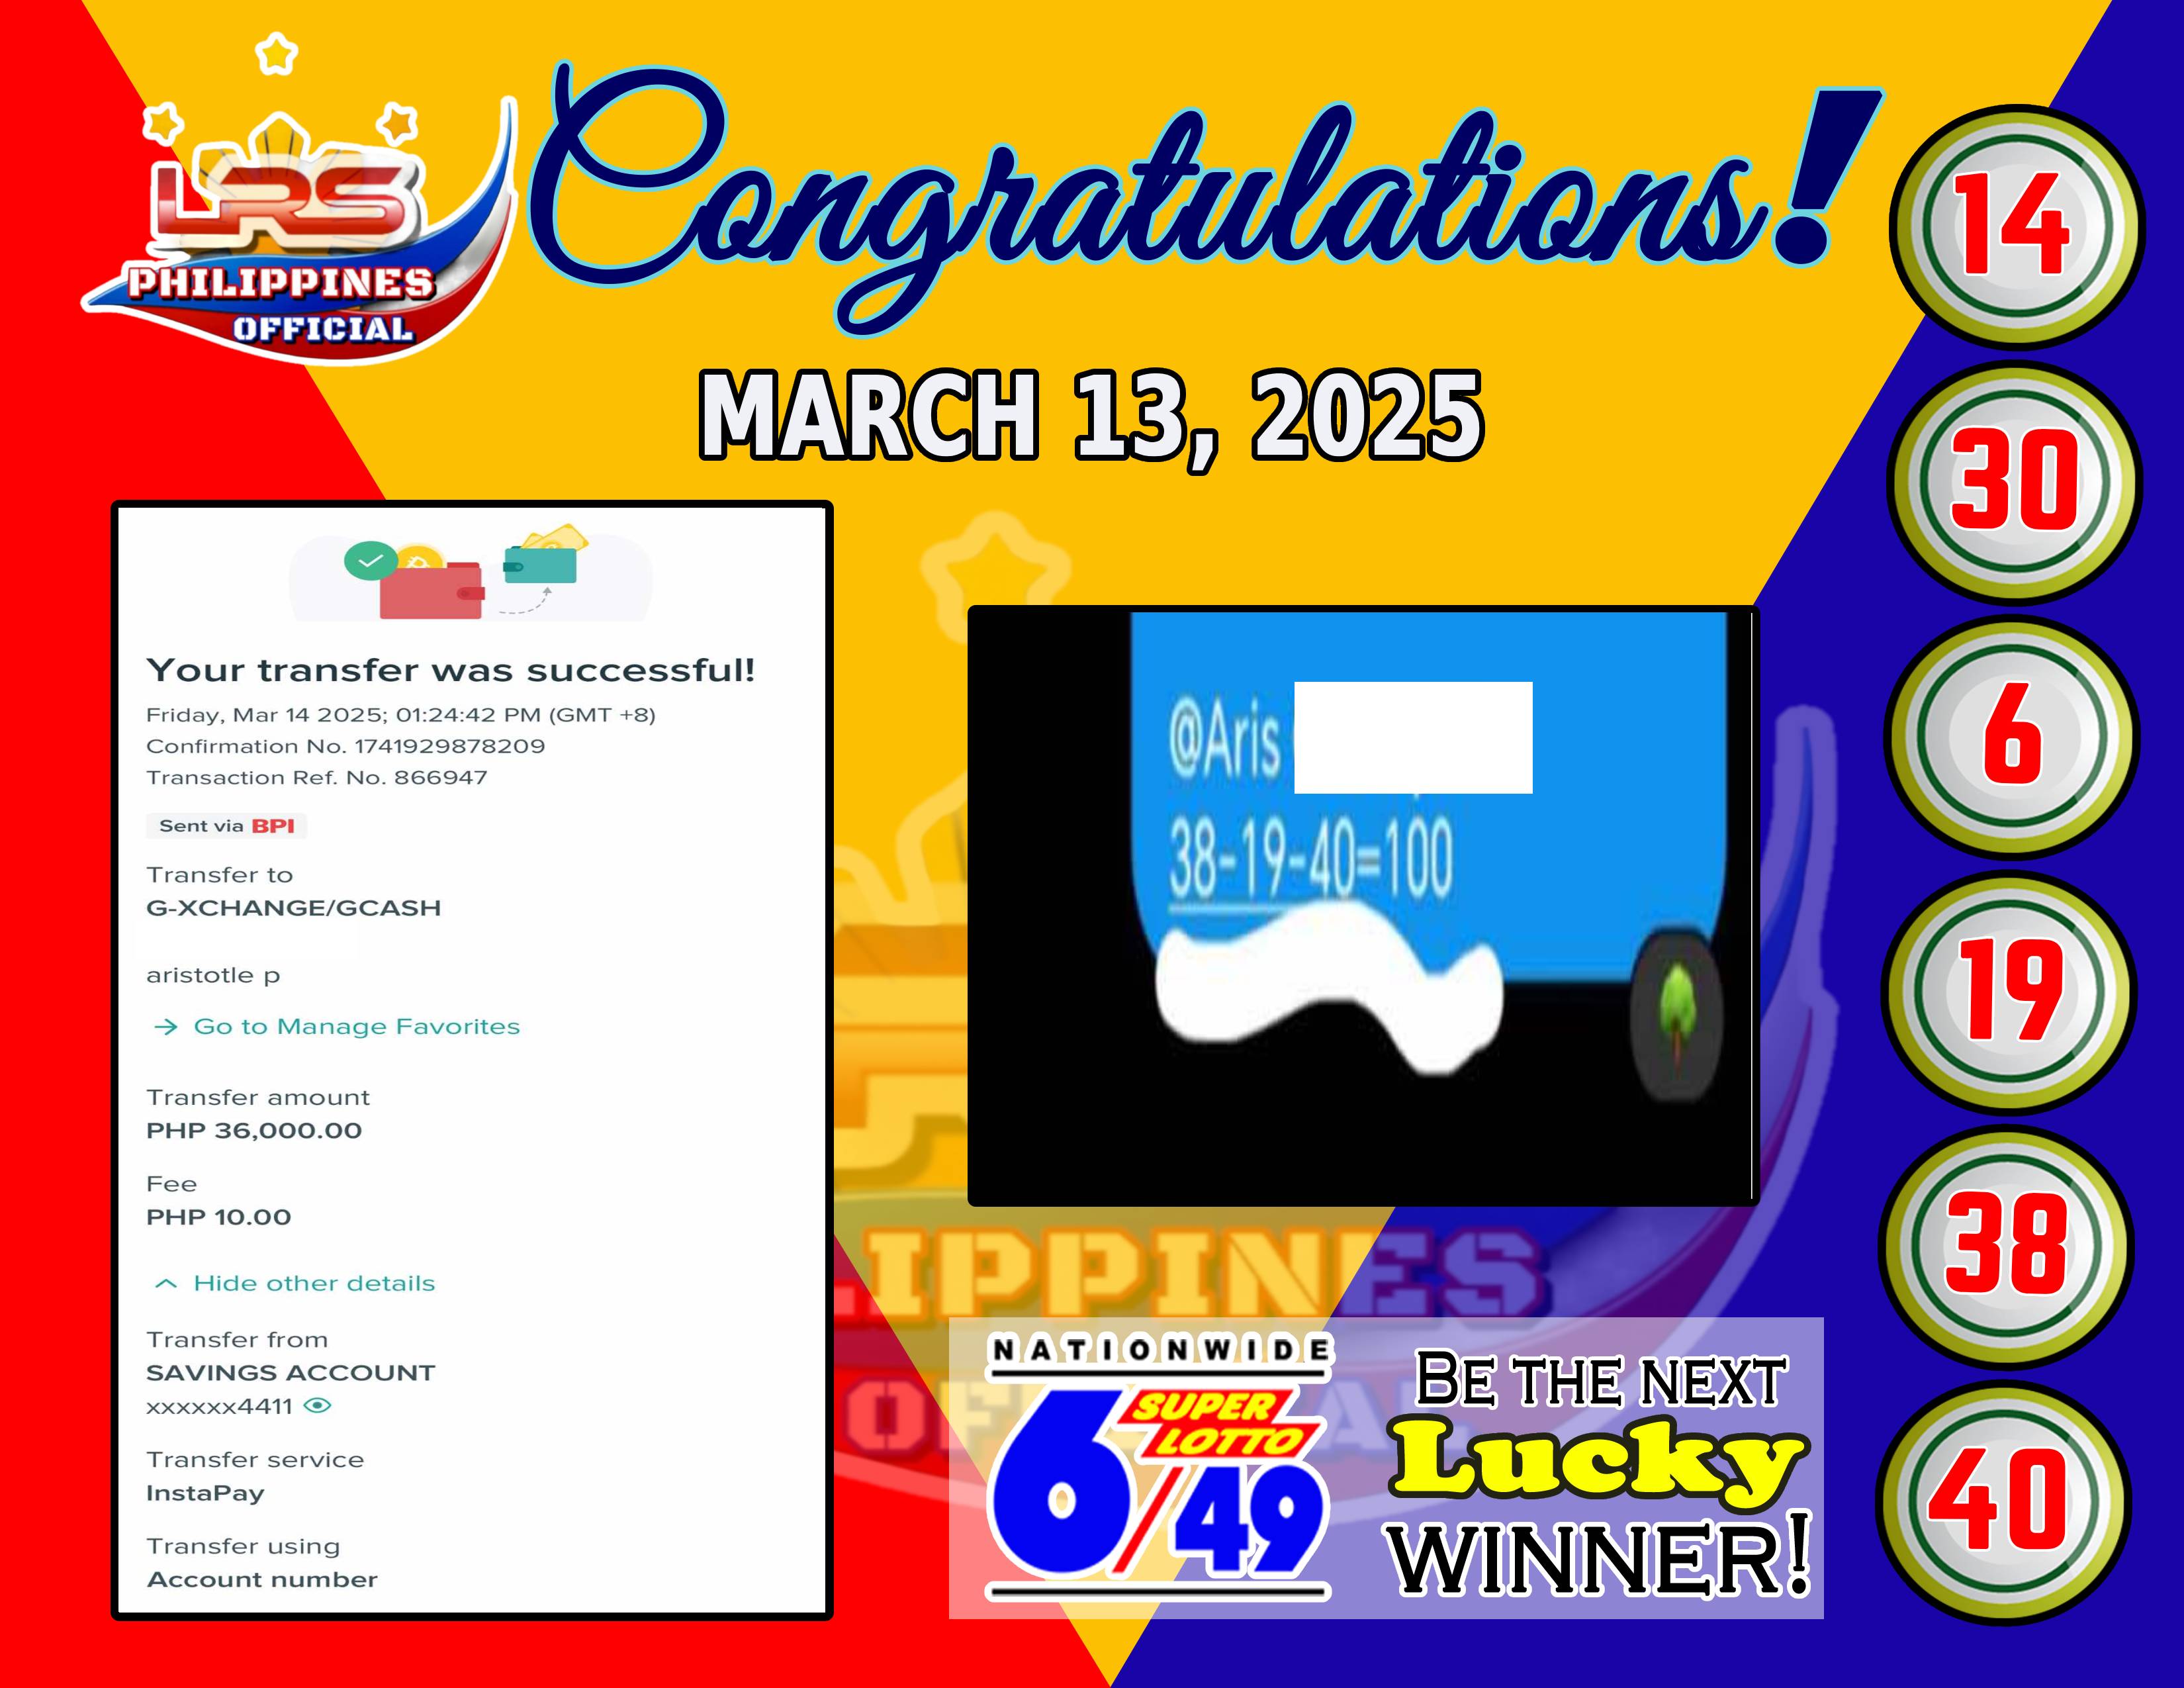 LRS
PHILIPPINES
OFFICIAL
Congratulations!
MARCH 13, 2025
Your transfer was successful!
Friday, Mar 14 2025; 01:24:42 PM (GMT +8)
Confirmation No. 1741929878209
Transaction Ref. No. 866947
Sent via BPI
Transfer to
G-XCHANGE/GCASH
aristotle p
→ Go to Manage Favorites
Transfer amount
PHP 36,000.00
Fee
PHP 10.00
Hide other details
Transfer from
SAVINGS ACCOUNT
xxxxxx4411
Transfer service
InstaPay
Transfer using
Account number
@Aris
38-19-40=100
NATIONWIDE
SUPER
LOTTO
6/49
BE THE NEXT
Lucky
WINNER!
14
30
6
19
38
40